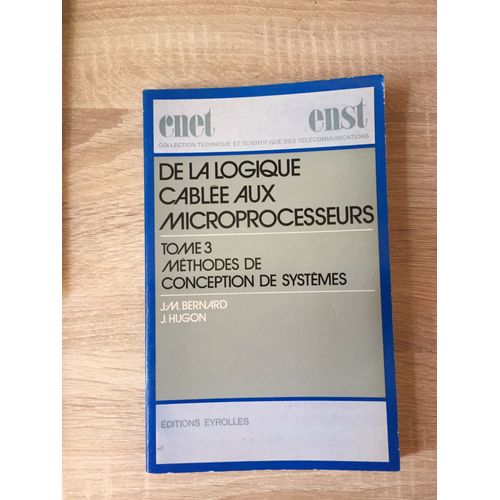 cnet enst
COLLECTION TECHNIQUE ET SCIENTIFIQUE DES TÉLÉCOMMUNICATIONS
DE LA LOGIQUE
CABLÉE AUX
MICROPROCESSEURS
TOME 3
MÉTHODES DE
CONCEPTION DE SYSTÈMES
J.M. BERNARD
J. HUGON
ÉDITIONS EYROLLES